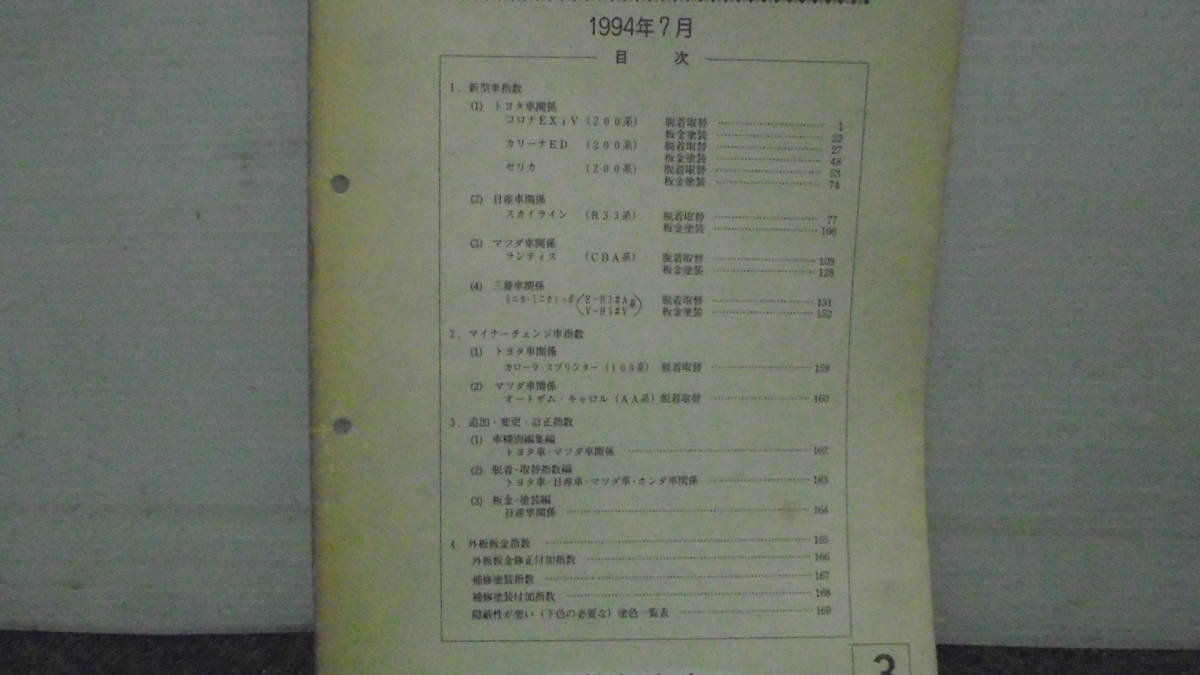 1994年7月
目 次
1. 新型車指数
(1) トヨタ車関係
コロナEXiV (200系) 脱着取替 1
板金塗装 22
カリーナED (200系) 脱着取替 27
板金塗装 48
セリカ (200系) 脱着取替 53
板金塗装 74
(2) 日産車関係
スカイライン (R33系) 脱着取替 77
板金塗装 106
(3) マツダ車関係
ランティス (CBA系) 脱着取替 109
板金塗装 128
(4) 三菱車関係
ミニカ・ミニカトッポ (E-H3#A系 脱着取替 131
V-H3#V) 板金塗装 152
2. マイナーチェンジ車指数
(1) トヨタ車関係
カローラ・スプリンター (100系) 脱着取替 159
(2) マツダ車関係
オートザム・キャロル (AA系) 脱着取替 160
3. 追加・変更・訂正指数
(1) 車種別編集編
トヨタ車・マツダ車関係 162
(2) 脱着・取替指数編
トヨタ車・日産車・マツダ車・ホンダ車関係 163
(3) 板金・塗装編
日産車関係 164
4. 外板板金指数 165
外板板金修正付加指数 166
補修塗装指数 167
補修塗装付加指数 168
隠蔽性が悪い (下色の必要な) 塗色一覧表 169
3